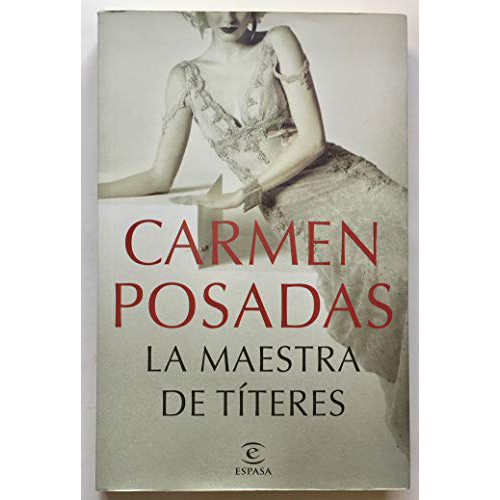 CARMEN
POSADAS
LA MAESTRA
DE TÍTERES
e
ESPASA